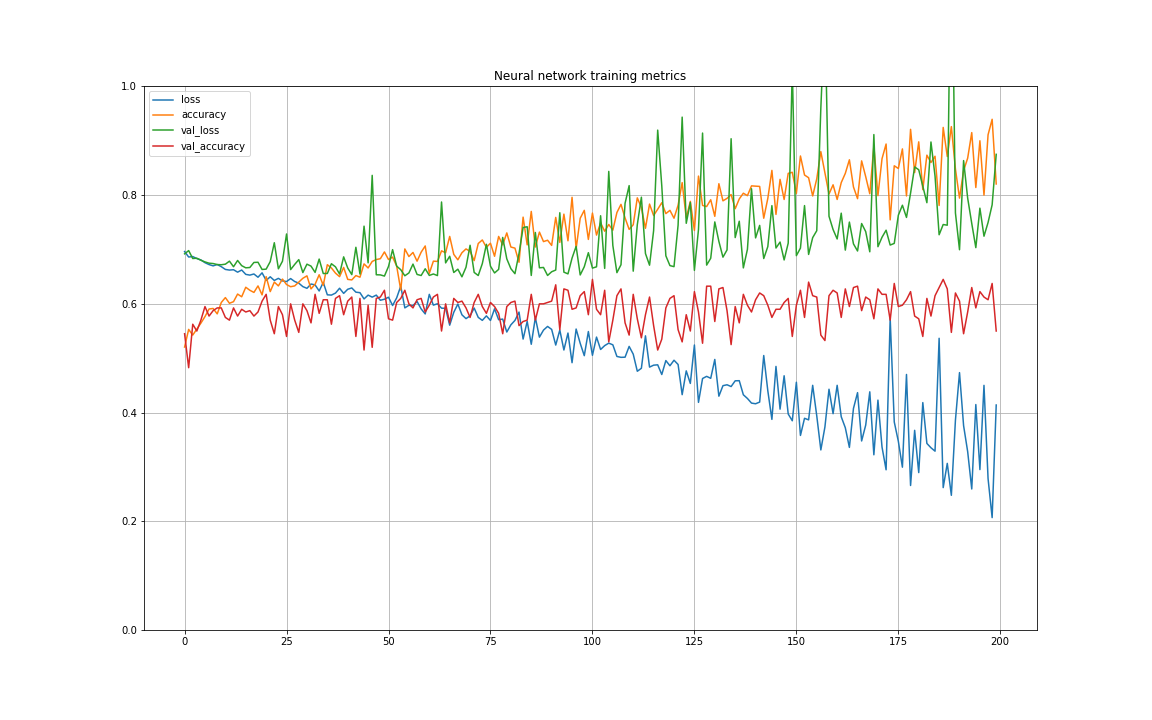 Neural network training metrics
1.0
loss
accuracy
val_loss
val_accuracy
0.8
0.6
0.4
0.2
0.0
0 25 50 75 100 125 150 175 200